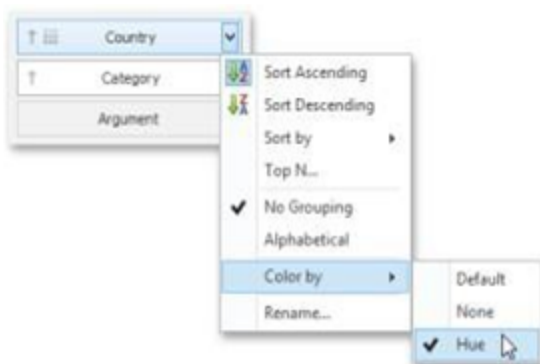 Country
Category
Argument
Sort Ascending
Sort Descending
Sort by
Top N...
No Grouping
Alphabetical
Color by
Rename...
Default
None
Hue